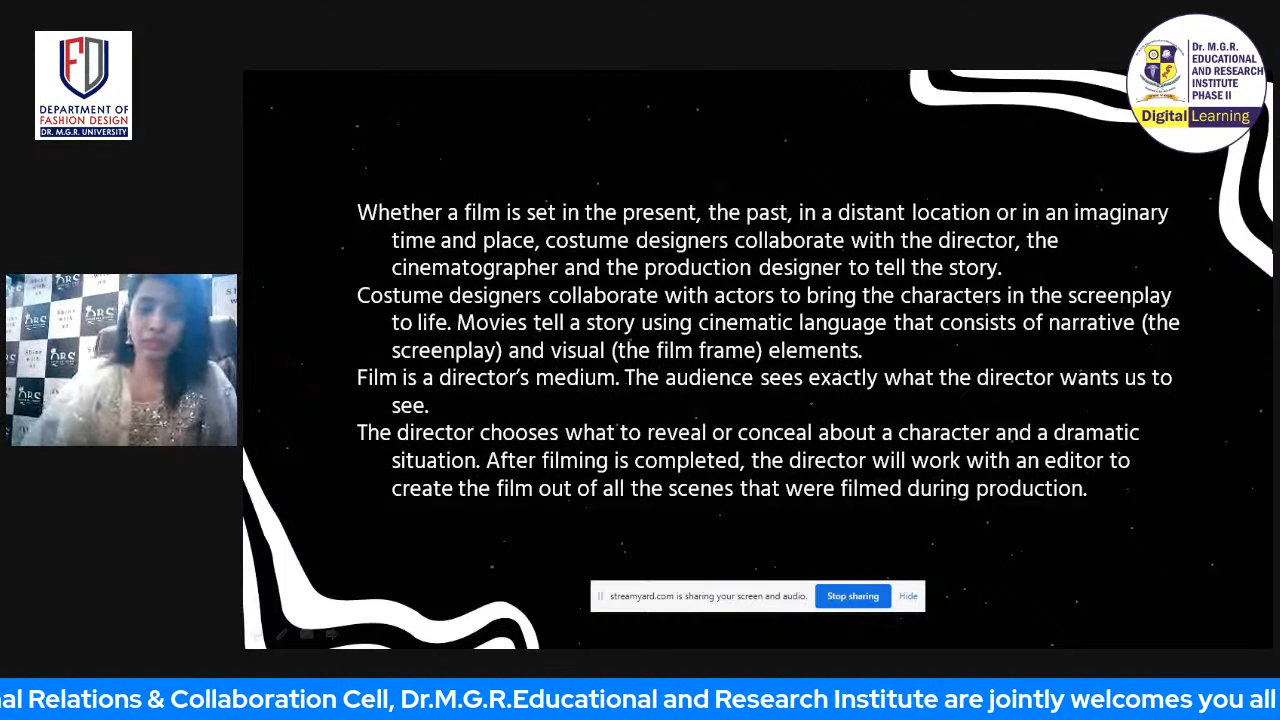 DEPARTMENT OF
FASHION DESIGN
DR. M.G.R. UNIVERSITY
Dr. M.G.R.
EDUCATIONAL
AND RESEARCH
INSTITUTE
PHASE II
Digital Learning
Whether a film is set in the present, the past, in a distant location or in an imaginary
time and place, costume designers collaborate with the director, the
cinematographer and the production designer to tell the story.
Costume designers collaborate with actors to bring the characters in the screenplay
to life. Movies tell a story using cinematic language that consists of narrative (the
screenplay) and visual (the film frame) elements.
Film is a director’s medium. The audience sees exactly what the director wants us to
see.
The director chooses what to reveal or conceal about a character and a dramatic
situation. After filming is completed, the director will work with an editor to
create the film out of all the scenes that were filmed during production.
streamyard.com is sharing your screen and audio. Stop sharing Hide
al Relations & Collaboration Cell, Dr.M.G.R.Educational and Research Institute are jointly welcomes you all